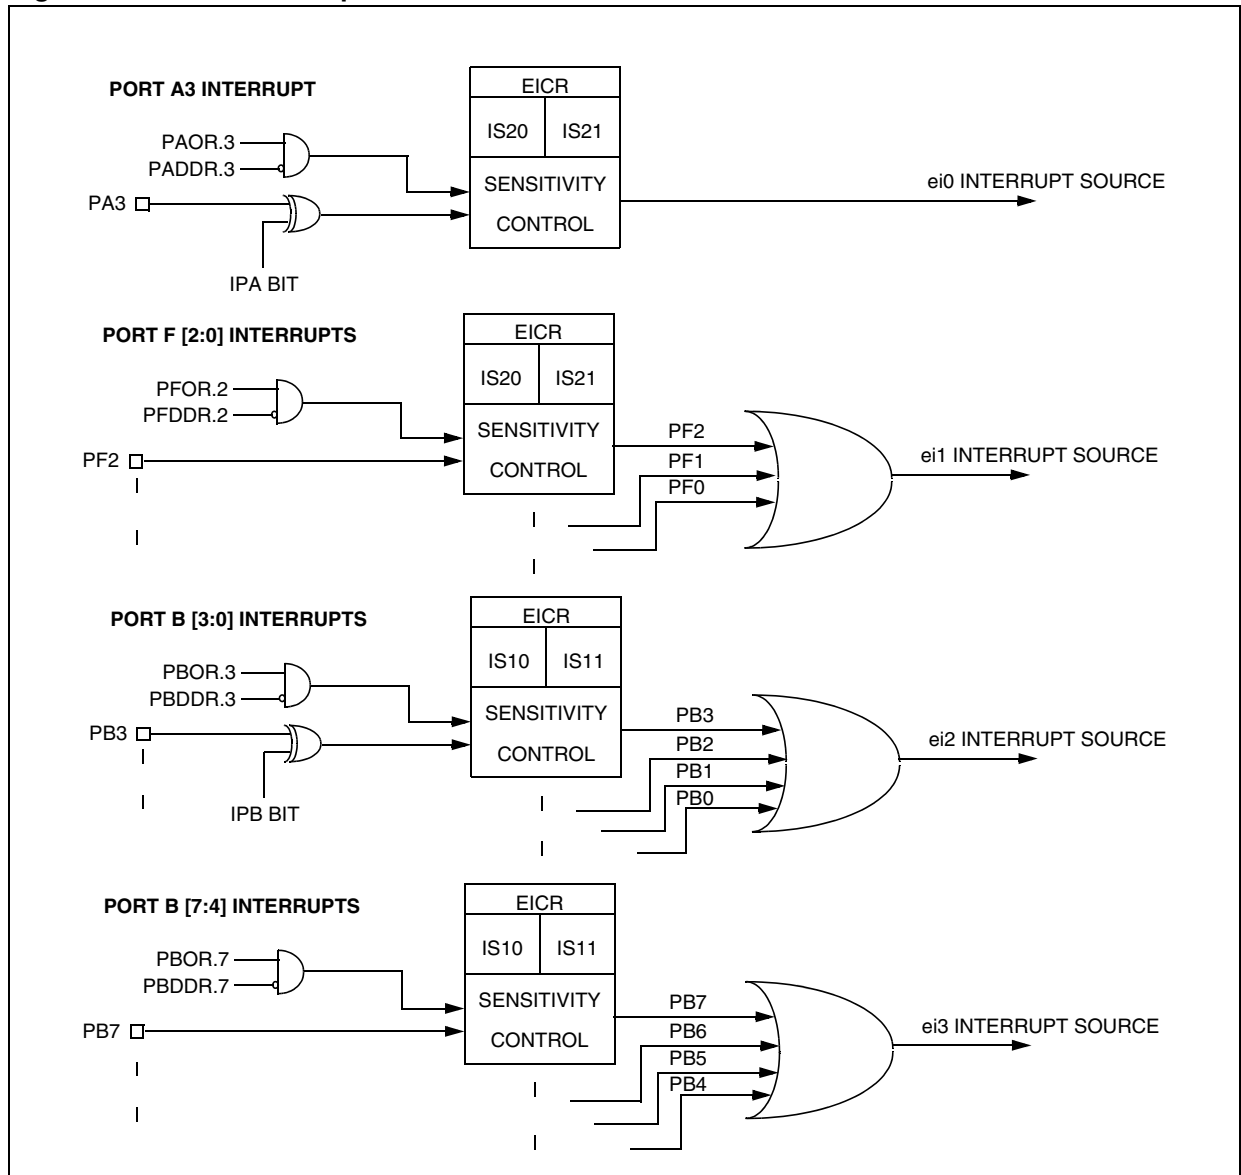 PORT A3 INTERRUPT
EICR
IS20 IS21
PAOR.3
PADDR.3
SENSITIVITY
CONTROL
PA3
IPA BIT
ei0 INTERRUPT SOURCE
PORT F [2:0] INTERRUPTS
EICR
IS20 IS21
PFOR.2
PFDDR.2
SENSITIVITY
CONTROL
PF2
PF2
PF1
PF0
ei1 INTERRUPT SOURCE
PORT B [3:0] INTERRUPTS
EICR
IS10 IS11
PBOR.3
PBDDR.3
SENSITIVITY
CONTROL
PB3
IPB BIT
PB3
PB2
PB1
PB0
ei2 INTERRUPT SOURCE
PORT B [7:4] INTERRUPTS
EICR
IS10 IS11
PBOR.7
PBDDR.7
SENSITIVITY
CONTROL
PB7
PB7
PB6
PB5
PB4
ei3 INTERRUPT SOURCE